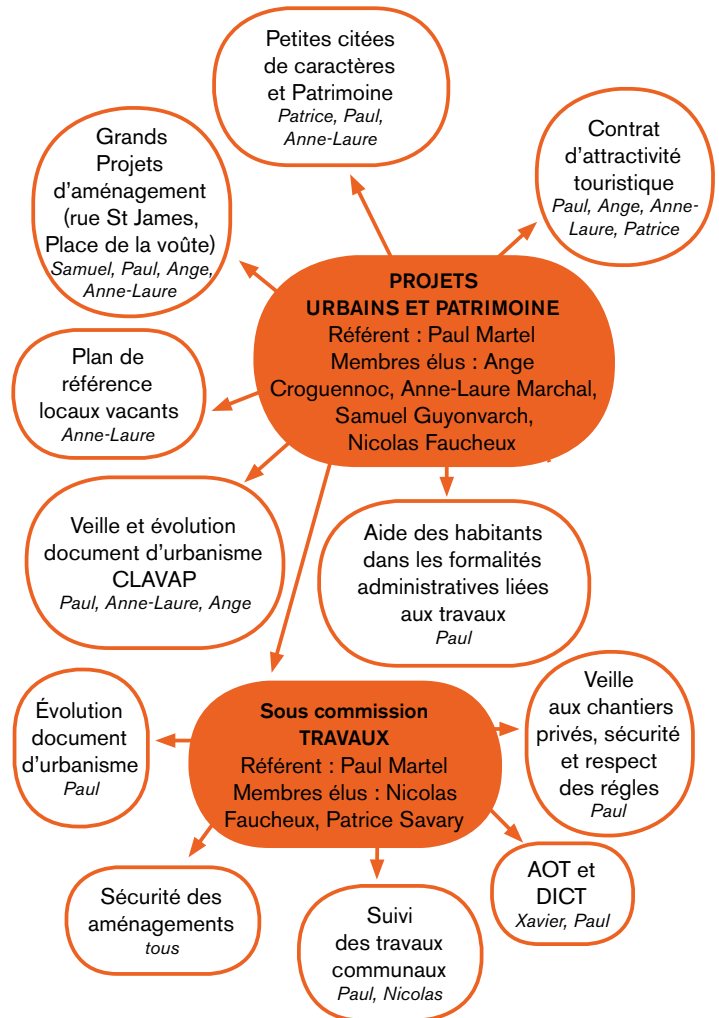 Petites citées
de caractères
et Patrimoine
Patrice, Paul,
Anne-Laure
Contrat
d'attractivité
touristique
Paul, Ange, Anne-
Laure, Patrice
Grands
Projets
d'aménagement
(rue St James,
Place de la voûte)
Samuel, Paul, Ange,
Anne-Laure
PROJETS
URBAINS ET PATRIMOINE
Référent : Paul Martel
Membres élus : Ange
Croguennoc, Anne-Laure Marchal,
Samuel Guyonvarch,
Nicolas Faucheux
Plan de
référence
locaux vacants
Anne-Laure
Veille et évolution
document d'urbanisme
CLAVAP
Paul, Anne-Laure, Ange
Aide des habitants
dans les formalités
administratives liées
aux travaux
Paul
Sous commission
TRAVAUX
Référent : Paul Martel
Membres élus : Nicolas
Faucheux, Patrice Savary
Évolution
document
d'urbanisme
Paul
Veille
aux chantiers
privés, sécurité
et respect
des régles
Paul
Sécurité des
aménagements
tous
Suivi
des travaux
communaux
Paul, Nicolas
AOT et
DICT
Xavier, Paul